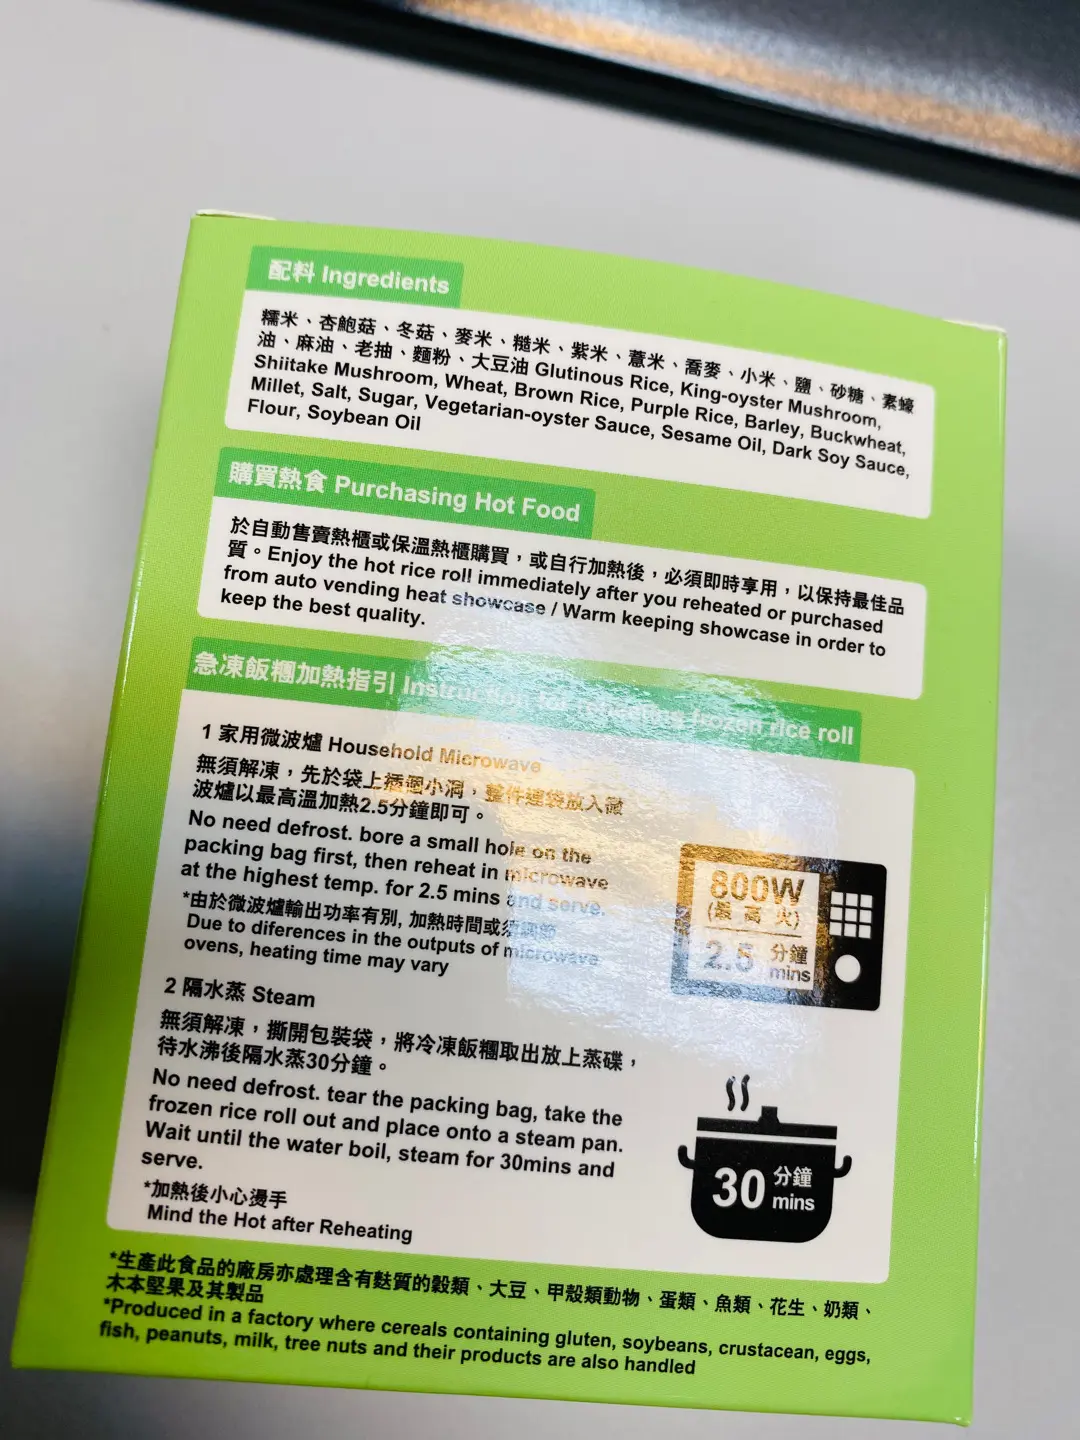 配料 Ingredients
糯米、杏鮑菇、冬菇、麥米、糙米、紫米、薏米、喬麥、小米、鹽、砂糖、素蠔
油、麻油、老抽、麵粉、大豆油 Glutinous Rice, King-oyster Mushroom,
Shiitake Mushroom, Wheat, Brown Rice, Purple Rice, Barley, Buckwheat,
Millet, Salt, Sugar, Vegetarian-oyster Sauce, Sesame Oil, Dark Soy Sauce,
Flour, Soybean Oil
購買熱食 Purchasing Hot Food
於自動售賣熱櫃或保溫熱櫃購買，或自行加熱後，必須即時享用，以保持最佳品
質。Enjoy the hot rice roll immediately after you reheated or purchased
from auto vending heat showcase / Warm keeping showcase in order to
keep the best quality.
急凍飯糰加熱指引 Instruction for reheating frozen rice roll
1 家用微波爐 Household Microwave
無須解凍，先於袋上插個小洞，整件連袋放入微
波爐以最高溫加熱2.5分鐘即可。
No need defrost. bore a small hole on the
packing bag first, then reheat in microwave
at the highest temp. for 2.5 mins and serve.
*由於微波爐輸出功率有別, 加熱時間或須調節
Due to diferences in the outputs of microwave
ovens, heating time may vary
800W
(最高火)
2.5 分鐘
mins
2 隔水蒸 Steam
無須解凍，撕開包裝袋，將冷凍飯糰取出放上蒸碟，
待水沸後隔水蒸30分鐘。
No need defrost. tear the packing bag, take the
frozen rice roll out and place onto a steam pan.
Wait until the water boil, steam for 30mins and
serve.
*加熱後小心燙手
Mind the Hot after Reheating
30 分鐘
mins
*生產此食品的廠房亦處理含有麩質的穀類、大豆、甲殼類動物、蛋類、魚類、花生、奶類、
木本堅果及其製品
*Produced in a factory where cereals containing gluten, soybeans, crustacean, eggs,
fish, peanuts, milk, tree nuts and their products are also handled